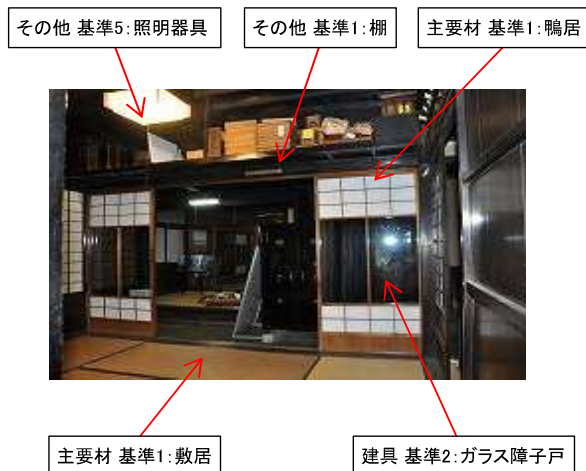 その他 基準5:照明器具
その他 基準1:棚
主要材 基準1:鴨居
主要材 基準1:敷居
建具 基準2:ガラス障子戸